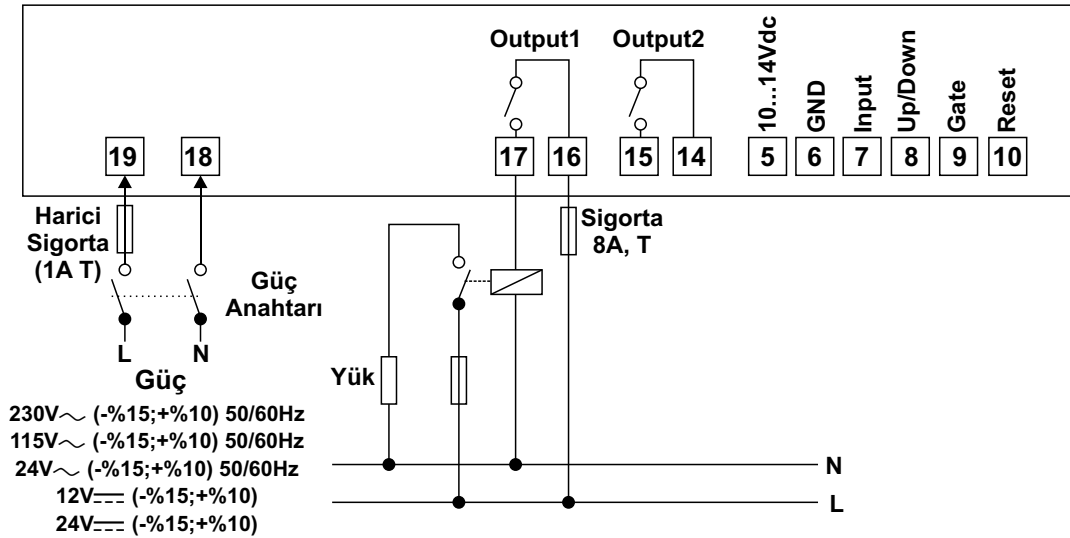 Output1
Output2
10...14Vdc
GND
Input
Up/Down
Gate
Reset
19
18
17
16
15
14
5
6
7
8
9
10
Harici
Sigorta
(1A T)
Güç
Anahtarı
L
N
Güç
230V~ (-%15;+%10) 50/60Hz
115V~ (-%15;+%10) 50/60Hz
24V~ (-%15;+%10) 50/60Hz
12V⎓ (-%15;+%10)
24V⎓ (-%15;+%10)
Sigorta
8A, T
Yük
N
L